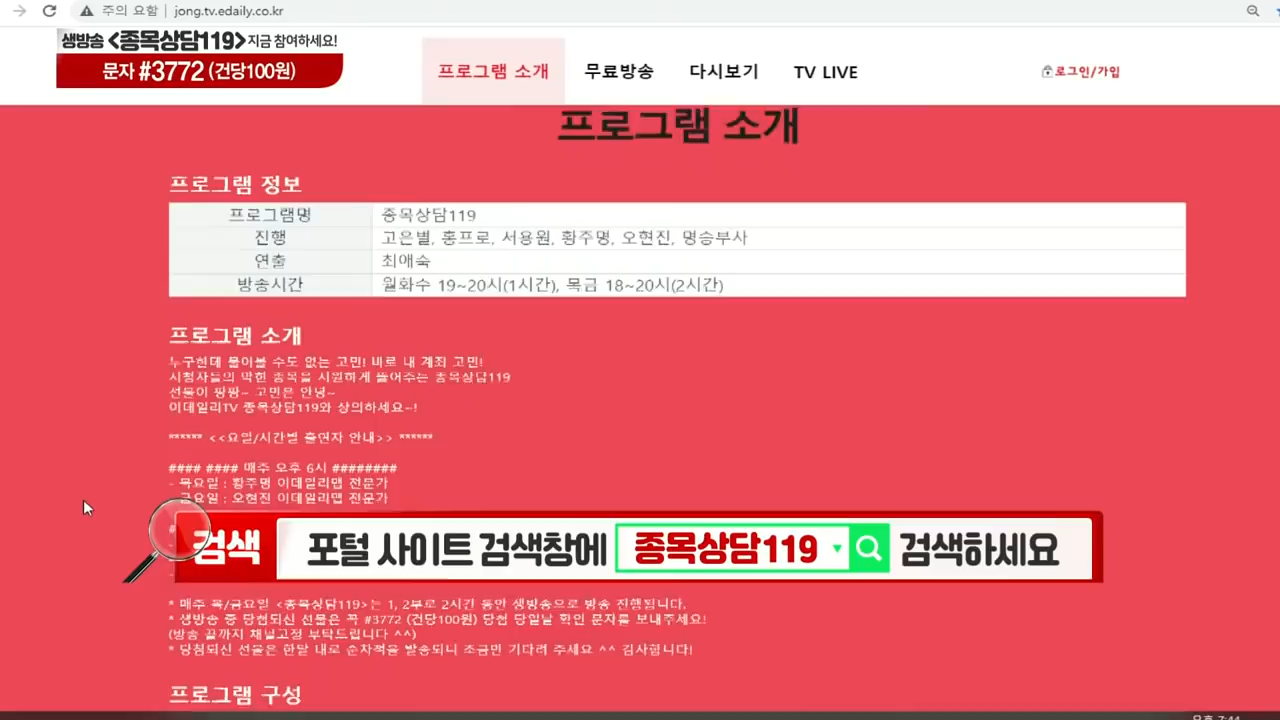 주의 요함 | jong.tv.edaily.co.kr
생방송 <종목상담119> 지금 참여하세요!
문자 #3772 (건당100원)
프로그램 소개 무료방송 다시보기 TV LIVE 로그인/가입
프로그램 소개
프로그램 정보
프로그램명 종목상담119
진행 고은별, 홍프로, 서용원, 황주명, 오현진, 명승부사
연출 최애숙
방송시간 월화수 19~20시(1시간), 목금 18~20시(2시간)
프로그램 소개
누구한테 물어볼 수도 없는 고민! 바로 내 계좌 고민!
시청자들의 막힌 종목을 시원하게 뚫어주는 종목상담119
선물이 팡팡~ 고민은 안녕~
이데일리TV 종목상담119와 상의하세요~!
****** <<요일/시간별 출연자 안내>> ******
#### #### 매주 오후 6시 ########
- 목요일 : 황주명 이데일리맵 전문가
- 금요일 : 오현진 이데일리맵 전문가
검색 포털 사이트 검색창에 종목상담119 검색하세요
* 매주 목/금요일 <종목상담119>는 1, 2부로 2시간 동안 생방송으로 방송 진행됩니다.
* 생방송 중 당첨되신 선물은 꼭 #3772 (건당100원) 당첨 당일날 확인 문자를 보내주세요!
(방송 끝까지 채널고정 부탁드립니다 ^^)
* 당첨되신 선물은 한달 내로 순차적을 발송되니 조금만 기다려 주세요 ^^ 감사합니다!
프로그램 구성